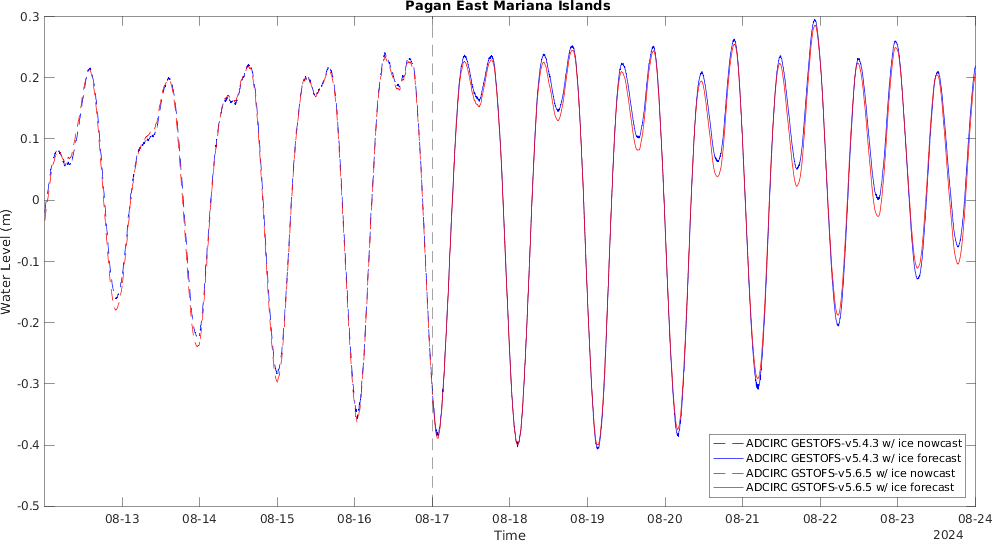 Pagan East Mariana Islands
Water Level (m)
0.3
0.2
0.1
0
-0.1
-0.2
-0.3
-0.4
-0.5
ADCIRC GESTOFS-v5.4.3 w/ ice nowcast
ADCIRC GESTOFS-v5.4.3 w/ ice forecast
ADCIRC GSTOFS-v5.6.5 w/ ice nowcast
ADCIRC GSTOFS-v5.6.5 w/ ice forecast
08-13 08-14 08-15 08-16 08-17 08-18 08-19 08-20 08-21 08-22 08-23 08-24
Time
2024